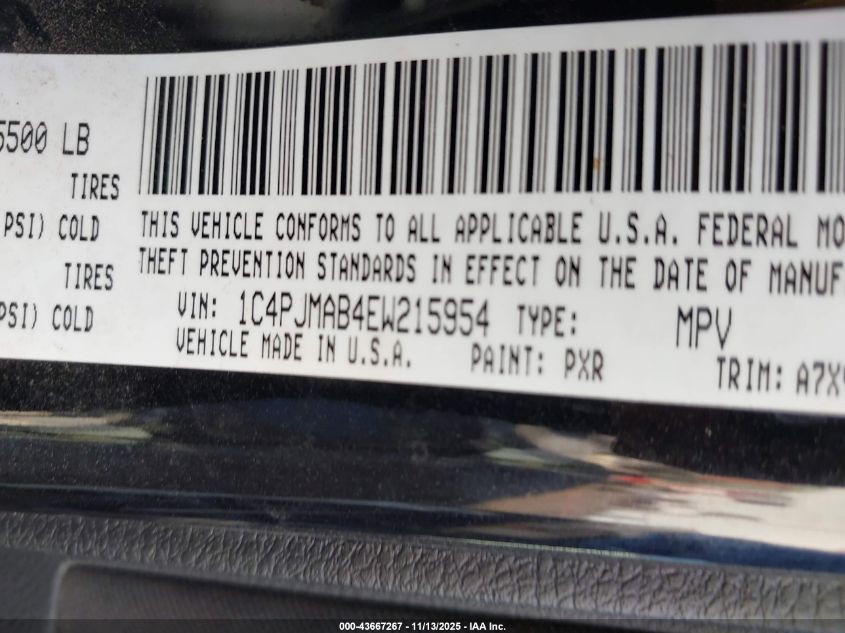 5500 LB
TIRES
PSI) COLD
TIRES
PSI) COLD
THIS VEHICLE CONFORMS TO ALL APPLICABLE U.S.A. FEDERAL MO
THEFT PREVENTION STANDARDS IN EFFECT ON THE DATE OF MANUF
VIN: 1C4PJMAB4EW215954 TYPE: MPV
VEHICLE MADE IN U.S.A. PAINT: PXR TRIM: A7X
000-43667267 - 11/13/2025 - IAA Inc.